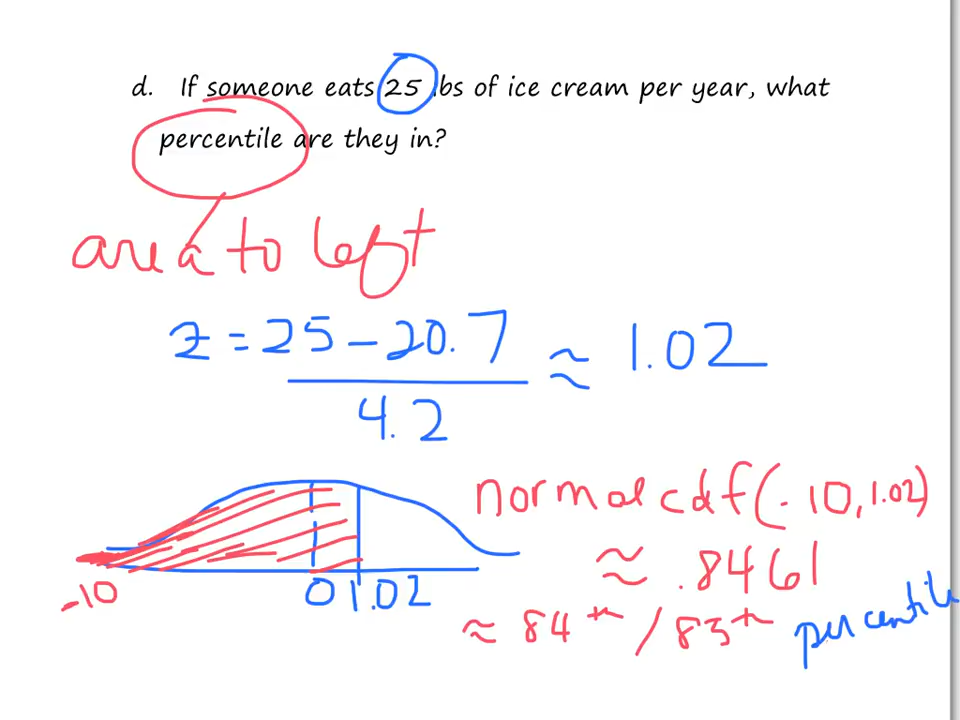 d. If someone eats 25 lbs of ice cream per year, what
percentile are they in?
area to left
z = 25 - 20.7 ≈ 1.02
4.2
normalcdf(-10, 1.02)
≈ .8461
-10 0 1.02
≈ 84th / 83th percentile